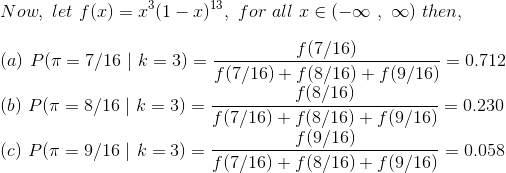 Now, let f(x) = x³(1 − x)¹³, for all x ∈ (−∞ , ∞) then,
(a) P(π = 7/16 | k = 3) = f(7/16) / (f(7/16) + f(8/16) + f(9/16)) = 0.712
(b) P(π = 8/16 | k = 3) = f(8/16) / (f(7/16) + f(8/16) + f(9/16)) = 0.230
(c) P(π = 9/16 | k = 3) = f(9/16) / (f(7/16) + f(8/16) + f(9/16)) = 0.058